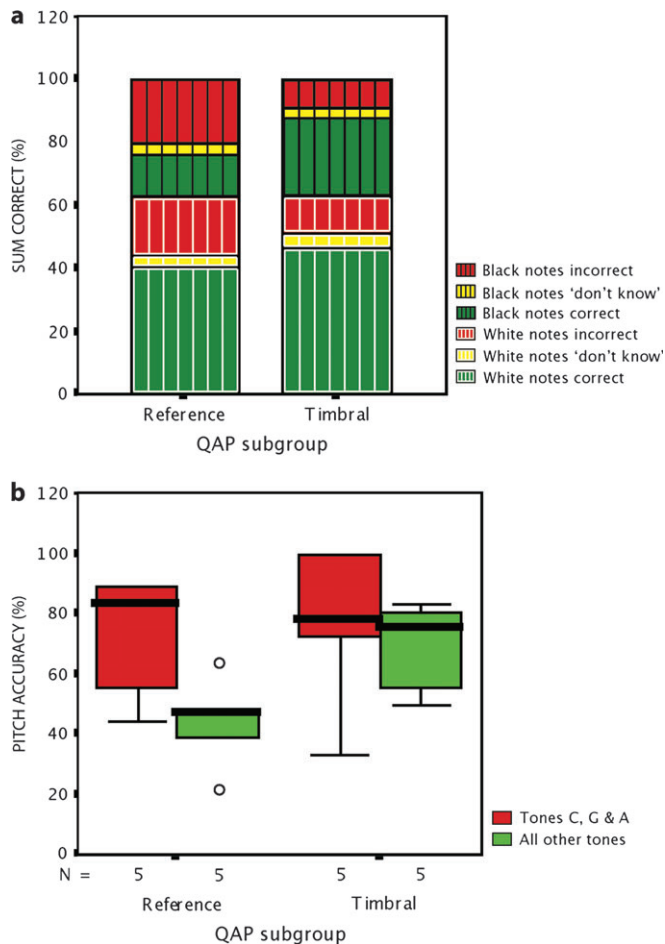 a
120
100
80
60
40
20
0
SUM CORRECT (%)
Reference Timbral
QAP subgroup
Black notes incorrect
Black notes ‘don't know’
Black notes correct
White notes incorrect
White notes ‘don't know’
White notes correct
b
120
100
80
60
40
20
0
PITCH ACCURACY (%)
N = 5 5 5 5
Reference Timbral
QAP subgroup
Tones C, G & A
All other tones